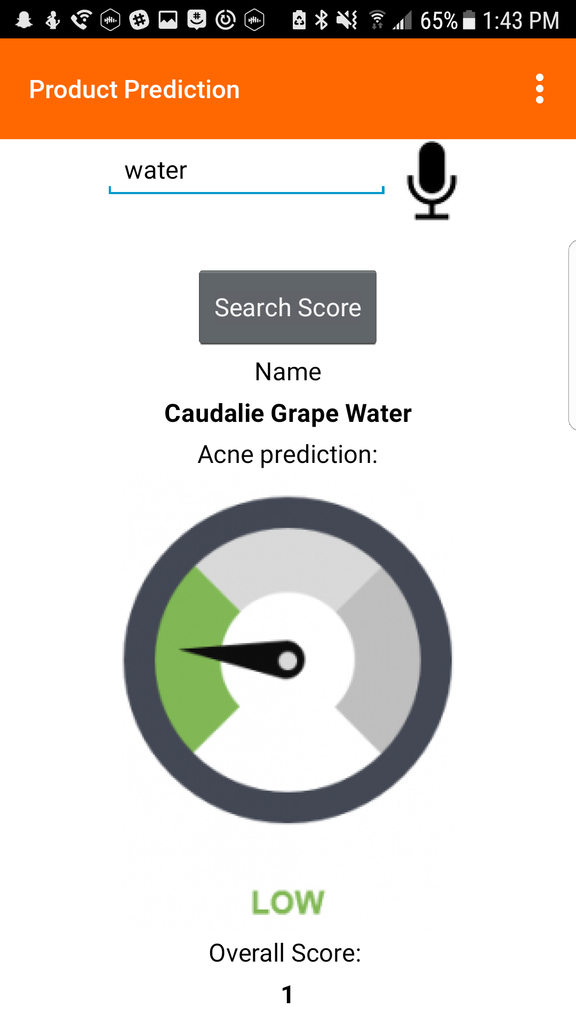 65% 1:43 PM
Product Prediction
water
Search Score
Name
Caudalie Grape Water
Acne prediction:
LOW
Overall Score:
1